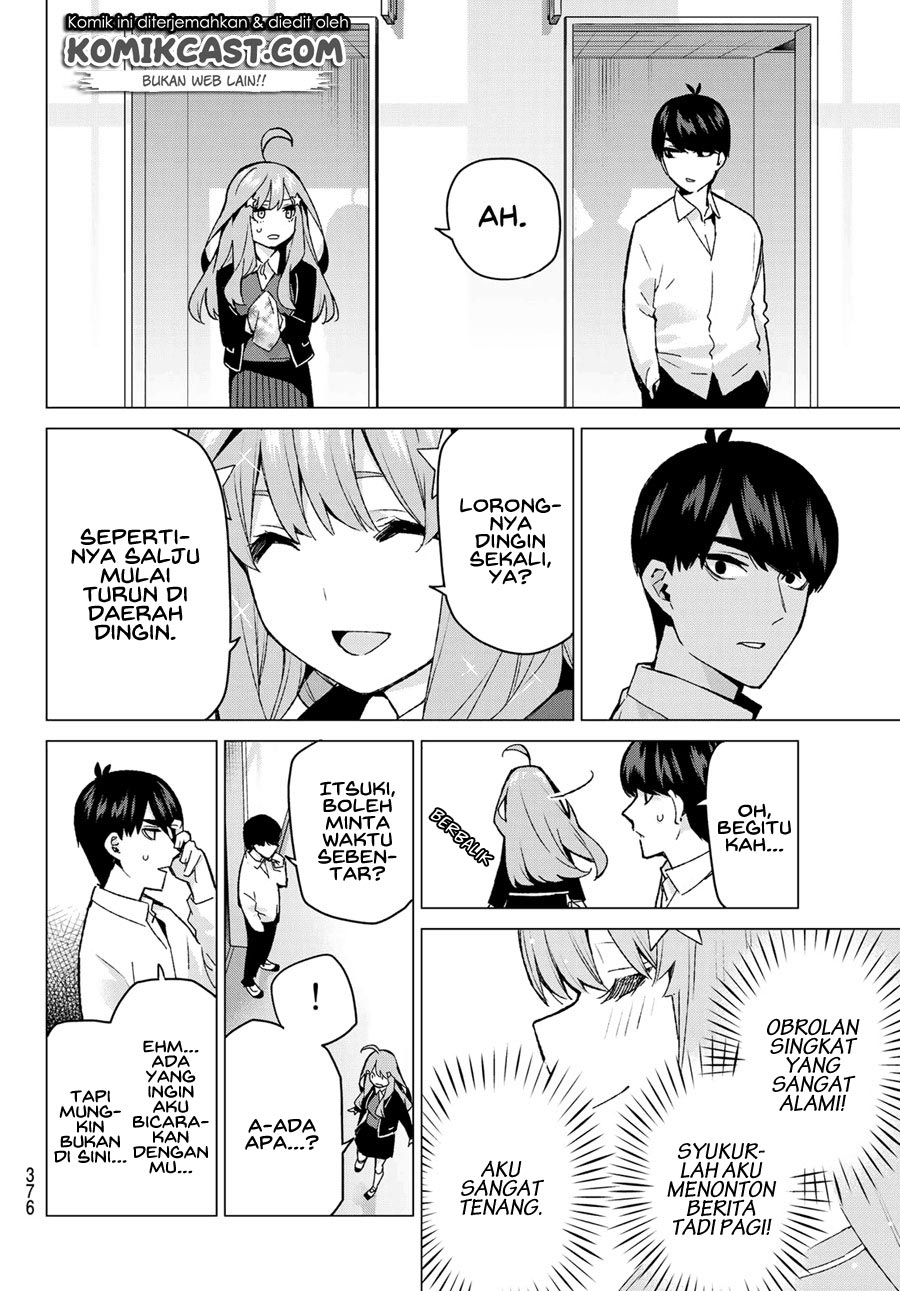 Komik ini diterjemahkan & diedit oleh
KOMIKCAST.COM
BUKAN WEB LAIN!!
AH.
LORONG-
NYA
DINGIN
SEKALI,
YA?
SEPERTI-
NYA SALJU
MULAI
TURUN DI
DAERAH
DINGIN.
OH,
BEGITU
KAH...
BERBALIK
OBROLAN
SINGKAT
YANG
SANGAT
ALAMI!
SYUKUR-
LAH AKU
MENONTON
BERITA
TADI PAGI!
AKU
SANGAT
TENANG.
ITSUKI,
BOLEH
MINTA
WAKTU
SEBEN-
TAR?
!
A-ADA
APA...?
EHM...
ADA
YANG
INGIN
AKU
BICARA-
KAN
DENGAN
MU...
TAPI
MUNG-
KIN
BUKAN
DI SINI...
376